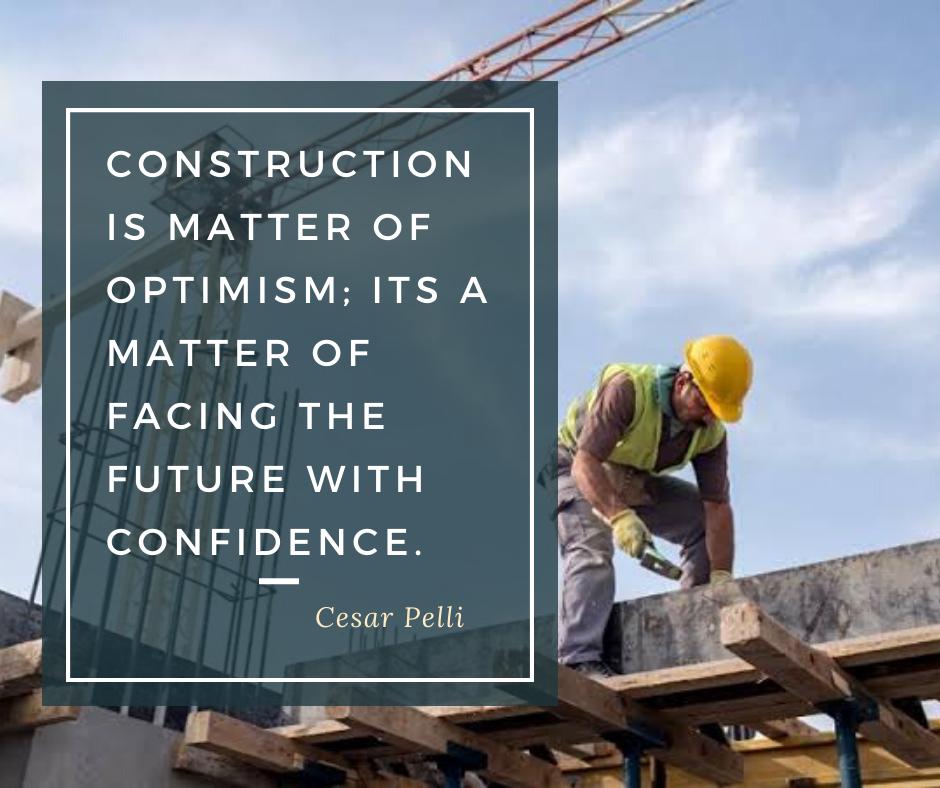 CONSTRUCTION
IS MATTER OF
OPTIMISM; ITS A
MATTER OF
FACING THE
FUTURE WITH
CONFIDENCE.
Cesar Pelli